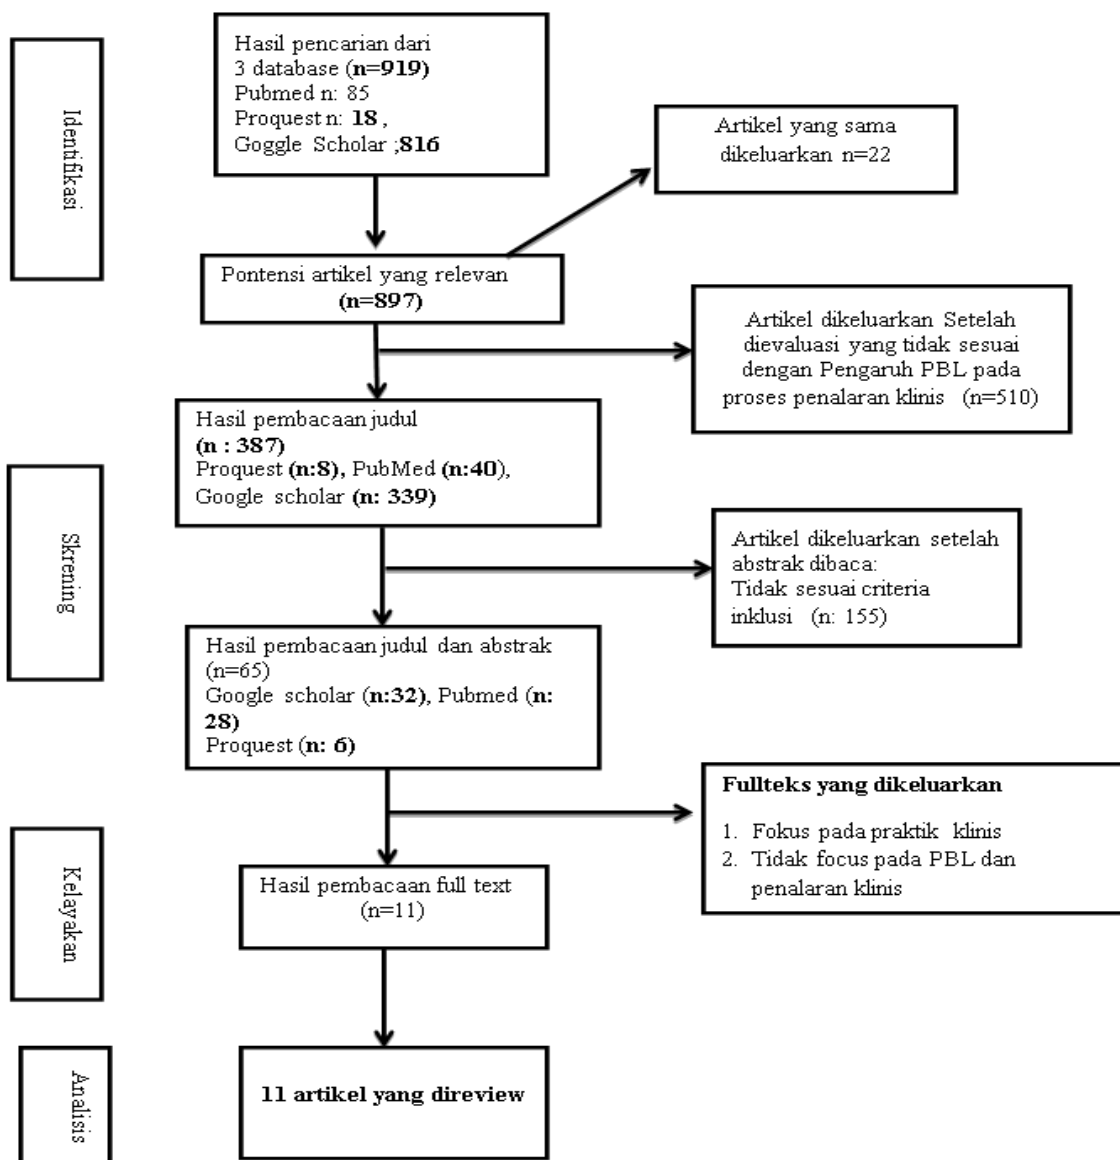 Identifikasi
Hasil pencarian dari
3 database (n=919)
Pubmed n: 85
Proquest n: 18 ,
Goggle Scholar ;816
Artikel yang sama
dikeluarkan n=22
Pontensi artikel yang relevan
(n=897)
Artikel dikeluarkan Setelah
dievaluasi yang tidak sesuai
dengan Pengaruh PBL pada
proses penalaran klinis (n=510)
Hasil pembacaan judul
(n : 387)
Proquest (n:8), PubMed (n:40),
Google scholar (n: 339)
Skrening
Artikel dikeluarkan setelah
abstrak dibaca:
Tidak sesuai criteria
inklusi (n: 155)
Hasil pembacaan judul dan abstrak
(n=65)
Google scholar (n:32), Pubmed (n:
28)
Proquest (n: 6)
Fullteks yang dikeluarkan
1. Fokus pada praktik klinis
2. Tidak focus pada PBL dan
penalaran klinis
Kelayakan
Hasil pembacaan full text
(n=11)
Analisis
11 artikel yang direview